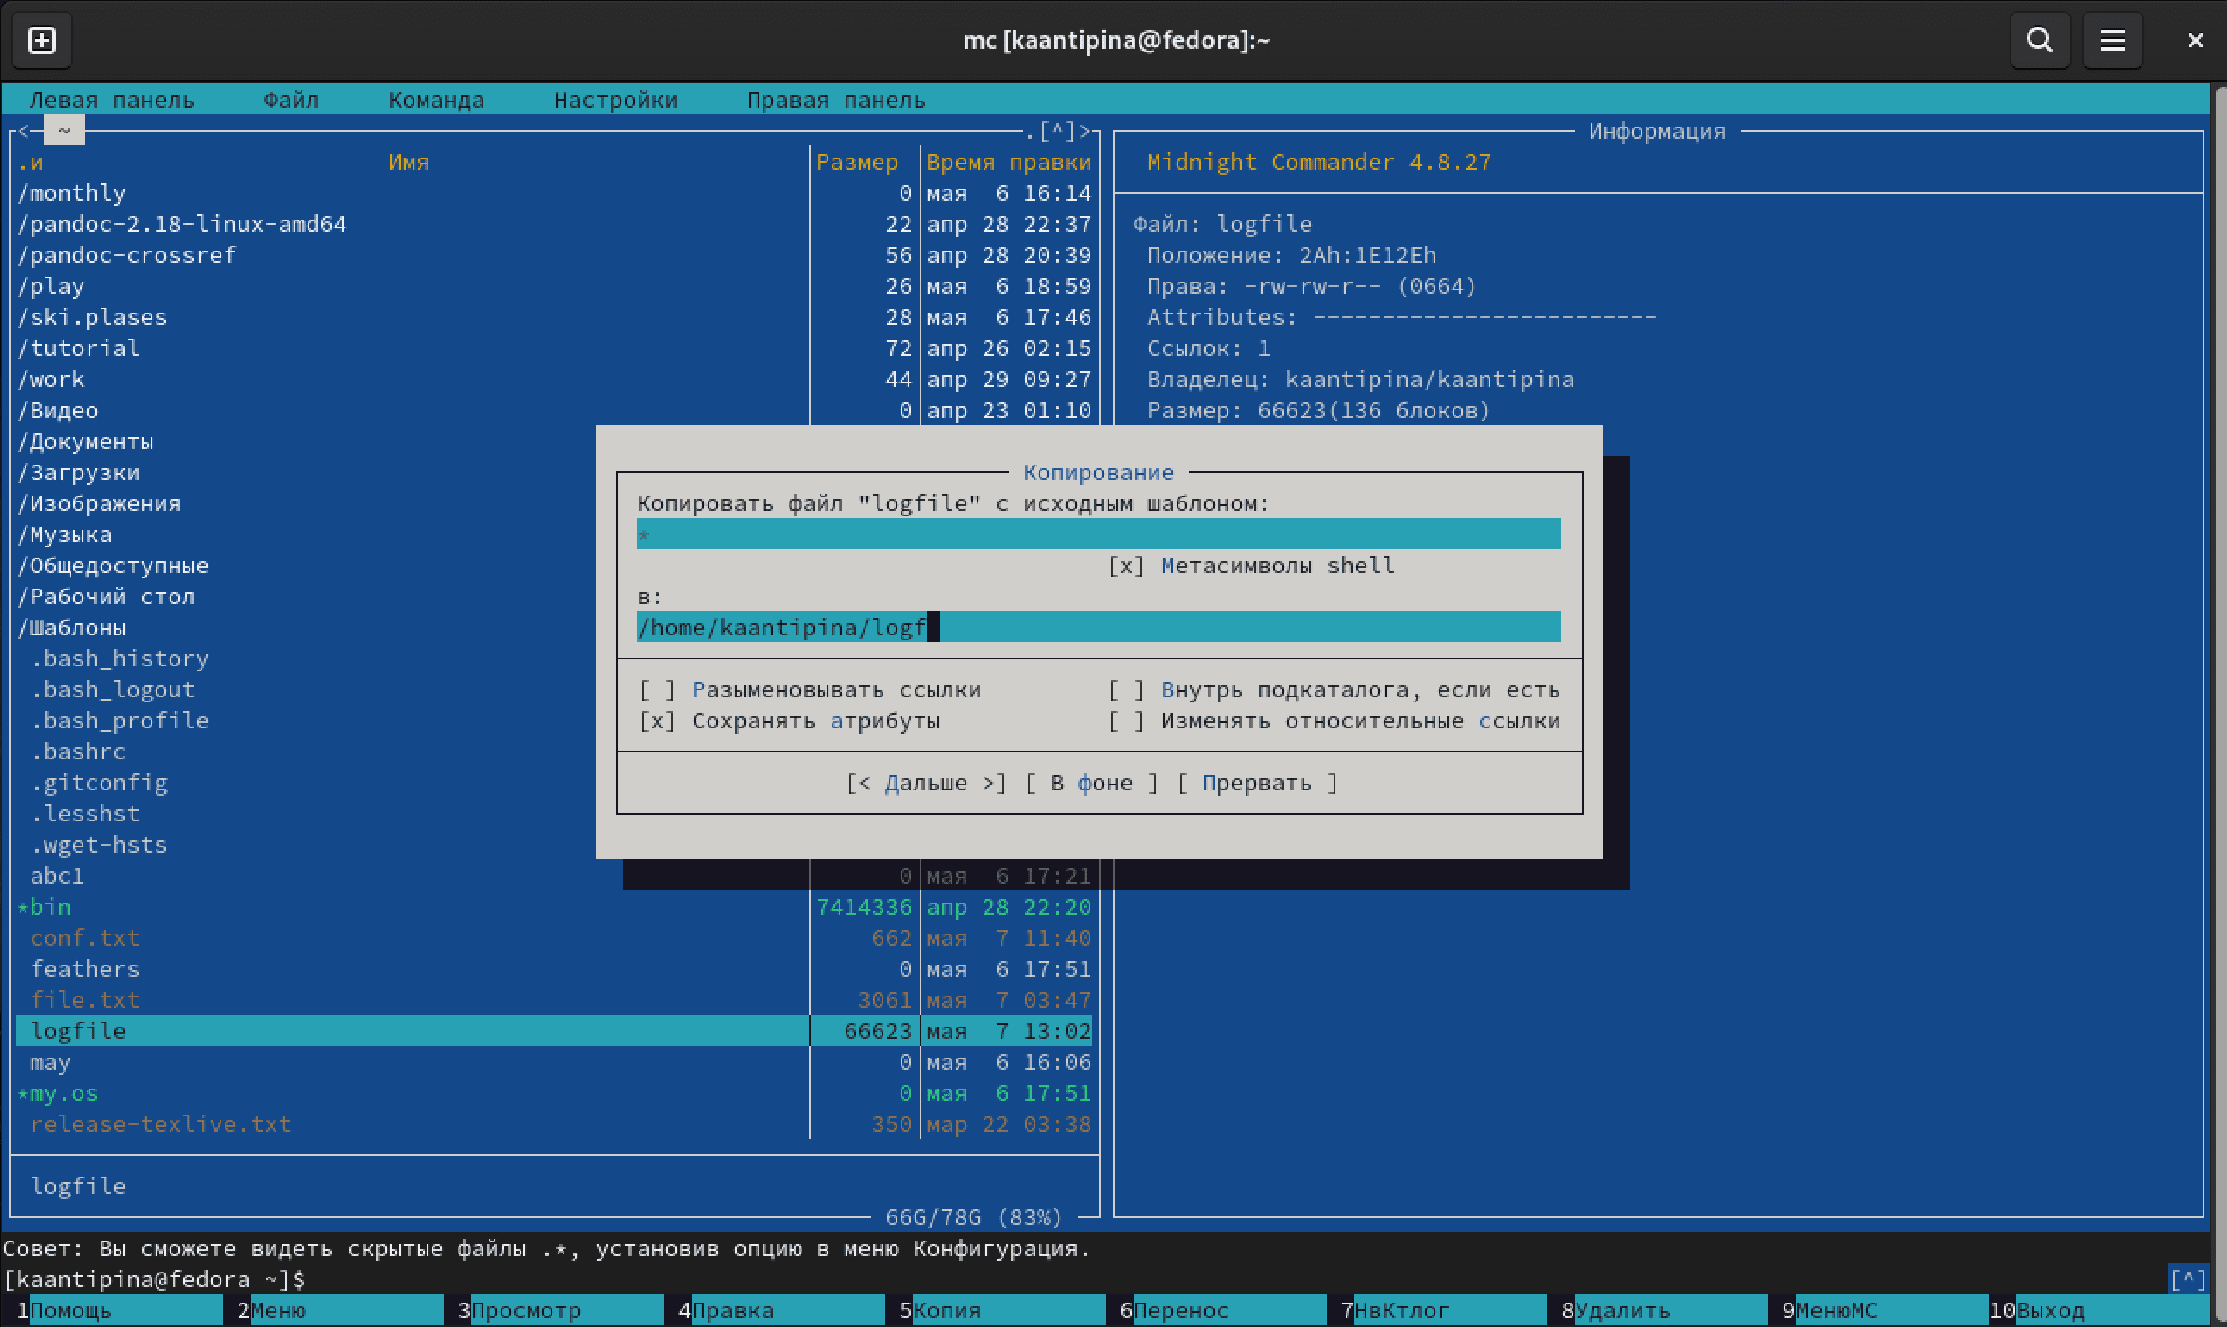 mc [kaantipina@fedora]:~
Левая панель Файл Команда Настройки Правая панель
<─ ~ .[^]>
.и Имя Размер Время правки
/monthly 0 мая 6 16:14
/pandoc-2.18-linux-amd64 22 апр 28 22:37
/pandoc-crossref 56 апр 28 20:39
/play 26 мая 6 18:59
/ski.plases 28 мая 6 17:46
/tutorial 72 апр 26 02:15
/work 44 апр 29 09:27
/Видео 0 апр 23 01:10
/Документы
/Загрузки
/Изображения
/Музыка
/Общедоступные
/Рабочий стол
/Шаблоны
.bash_history
.bash_logout
.bash_profile
.bashrc
.gitconfig
.lesshst
.wget-hsts
abc1 0 мая 6 17:21
*bin 7414336 апр 28 22:20
conf.txt 662 мая 7 11:40
feathers 0 мая 6 17:51
file.txt 3061 мая 7 03:47
logfile 66623 мая 7 13:02
may 0 мая 6 16:06
*my.os 0 мая 6 17:51
release-texlive.txt 350 мар 22 03:38
logfile
66G/78G (83%)
Информация
Midnight Commander 4.8.27
Файл: logfile
Положение: 2Ah:1E12Eh
Права: -rw-rw-r-- (0664)
Attributes: -------------------------
Ссылок: 1
Владелец: kaantipina/kaantipina
Размер: 66623(136 блоков)
Копирование
Копировать файл "logfile" с исходным шаблоном:
*
[x] Метасимволы shell
в:
/home/kaantipina/logf
[ ] Разыменовывать ссылки [ ] Внутрь подкаталога, если есть
[x] Сохранять атрибуты [ ] Изменять относительные ссылки
[< Дальше >] [ В фоне ] [ Прервать ]
Совет: Вы сможете видеть скрытые файлы .*, установив опцию в меню Конфигурация.
[kaantipina@fedora ~]$ [^]
1Помощь 2Меню 3Просмотр 4Правка 5Копия 6Перенос 7НвКтлог 8Удалить 9МенюМС 10Выход